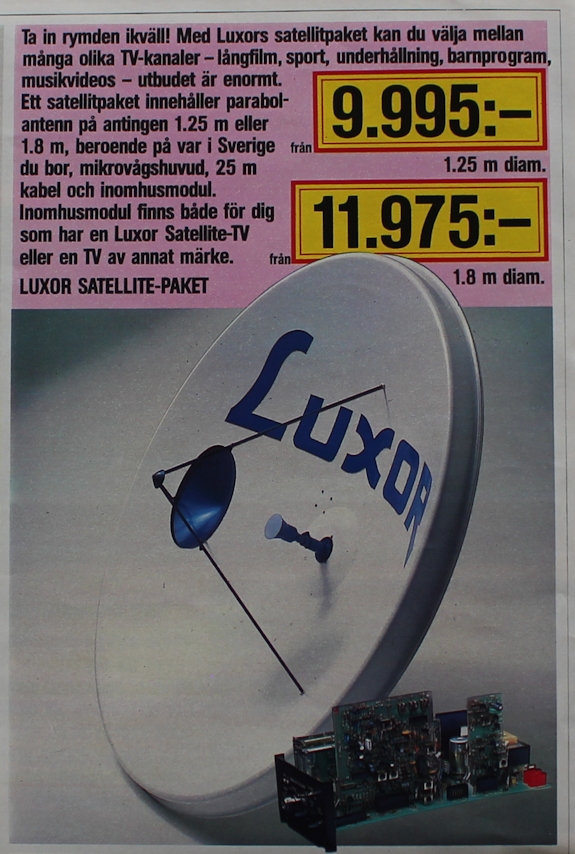 Ta in rymden ikväll! Med Luxors satellitpaket kan du välja mellan
många olika TV-kanaler – långfilm, sport, underhållning, barnprogram,
musikvideos – utbudet är enormt.
Ett satellitpaket innehåller parabol-
antenn på antingen 1.25 m eller
1.8 m, beroende på var i Sverige
du bor, mikrovågshuvud, 25 m
kabel och inomhusmodul.
Inomhusmodul finns både för dig
som har en Luxor Satellite-TV
eller en TV av annat märke.
LUXOR SATELLITE-PAKET
från 9.995:–
1.25 m diam.
från 11.975:–
1.8 m diam.
LUXOR